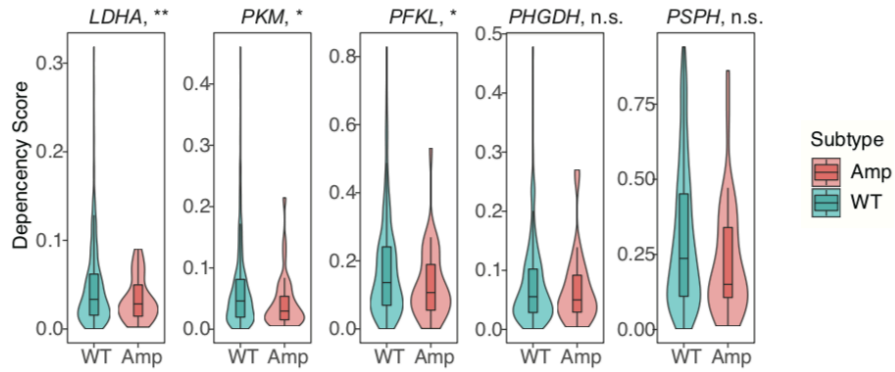 LDHA, **
PKM, *
PFKL, *
PHGDH, n.s.
PSPH, n.s.
Depencency Score
0.3
0.2
0.1
0.0
WT Amp
0.4
0.3
0.2
0.1
0.0
WT Amp
0.8
0.6
0.4
0.2
0.0
WT Amp
0.5
0.4
0.3
0.2
0.1
0.0
WT Amp
0.75
0.50
0.25
0.00
WT Amp
Subtype
Amp
WT